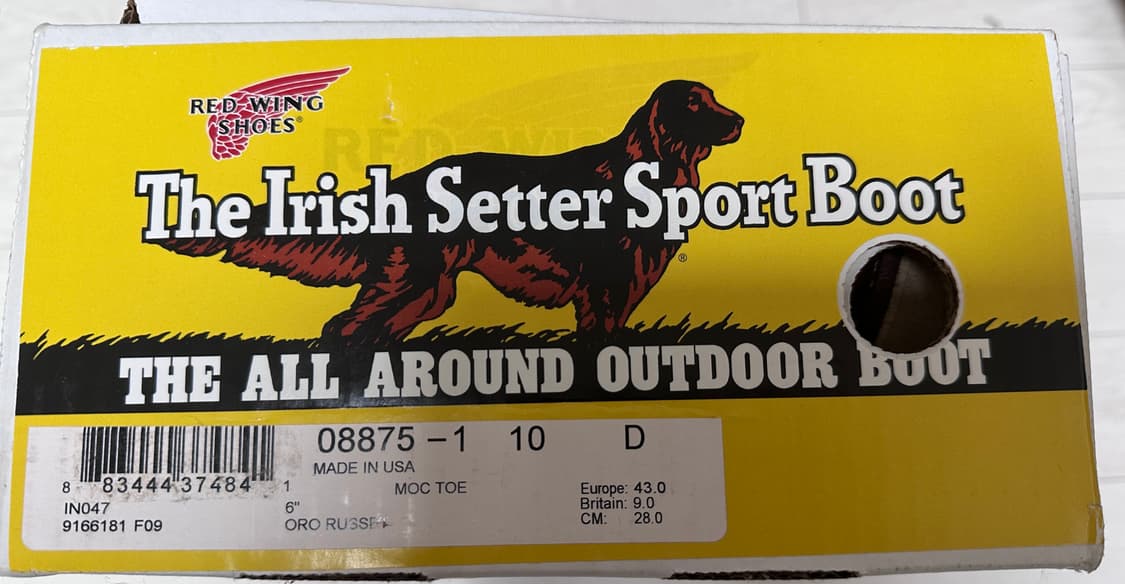 RED WING
SHOES®
The Irish Setter Sport Boot
®
THE ALL AROUND OUTDOOR BOOT
08875-1 10 D
MADE IN USA
8 83444 37484 1
MOC TOE
Europe: 43.0
IN047
6"
Britain: 9.0
9166181 F09
ORO
CM: 28.0